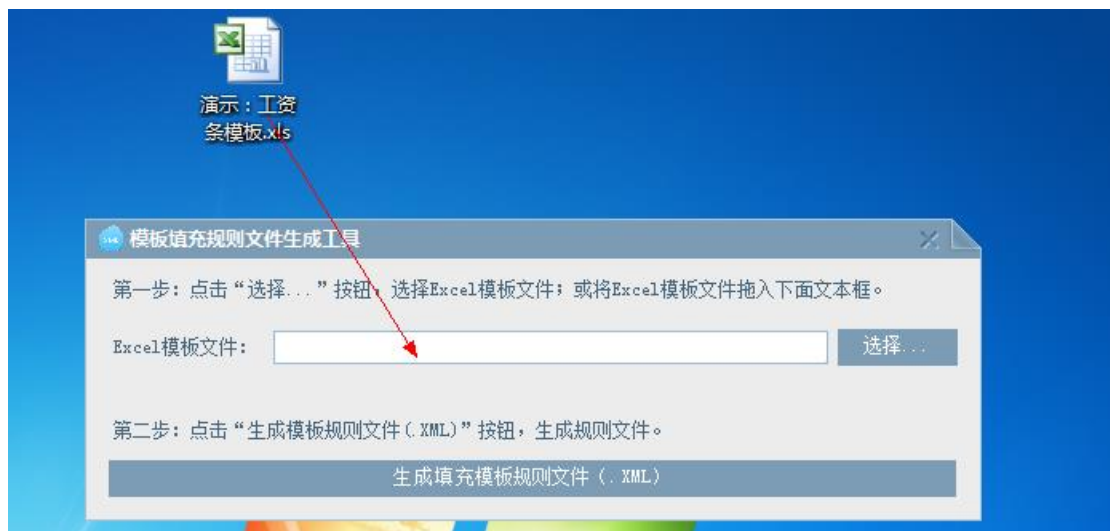 演示：工资
条模板.xls
模板填充规则文件生成工具
第一步：点击“选择...”按钮，选择Excel模板文件；或将Excel模板文件拖入下面文本框。
Excel模板文件：
选择...
第二步：点击“生成模板规则文件(.XML)”按钮，生成规则文件。
生成填充模板规则文件（.XML）